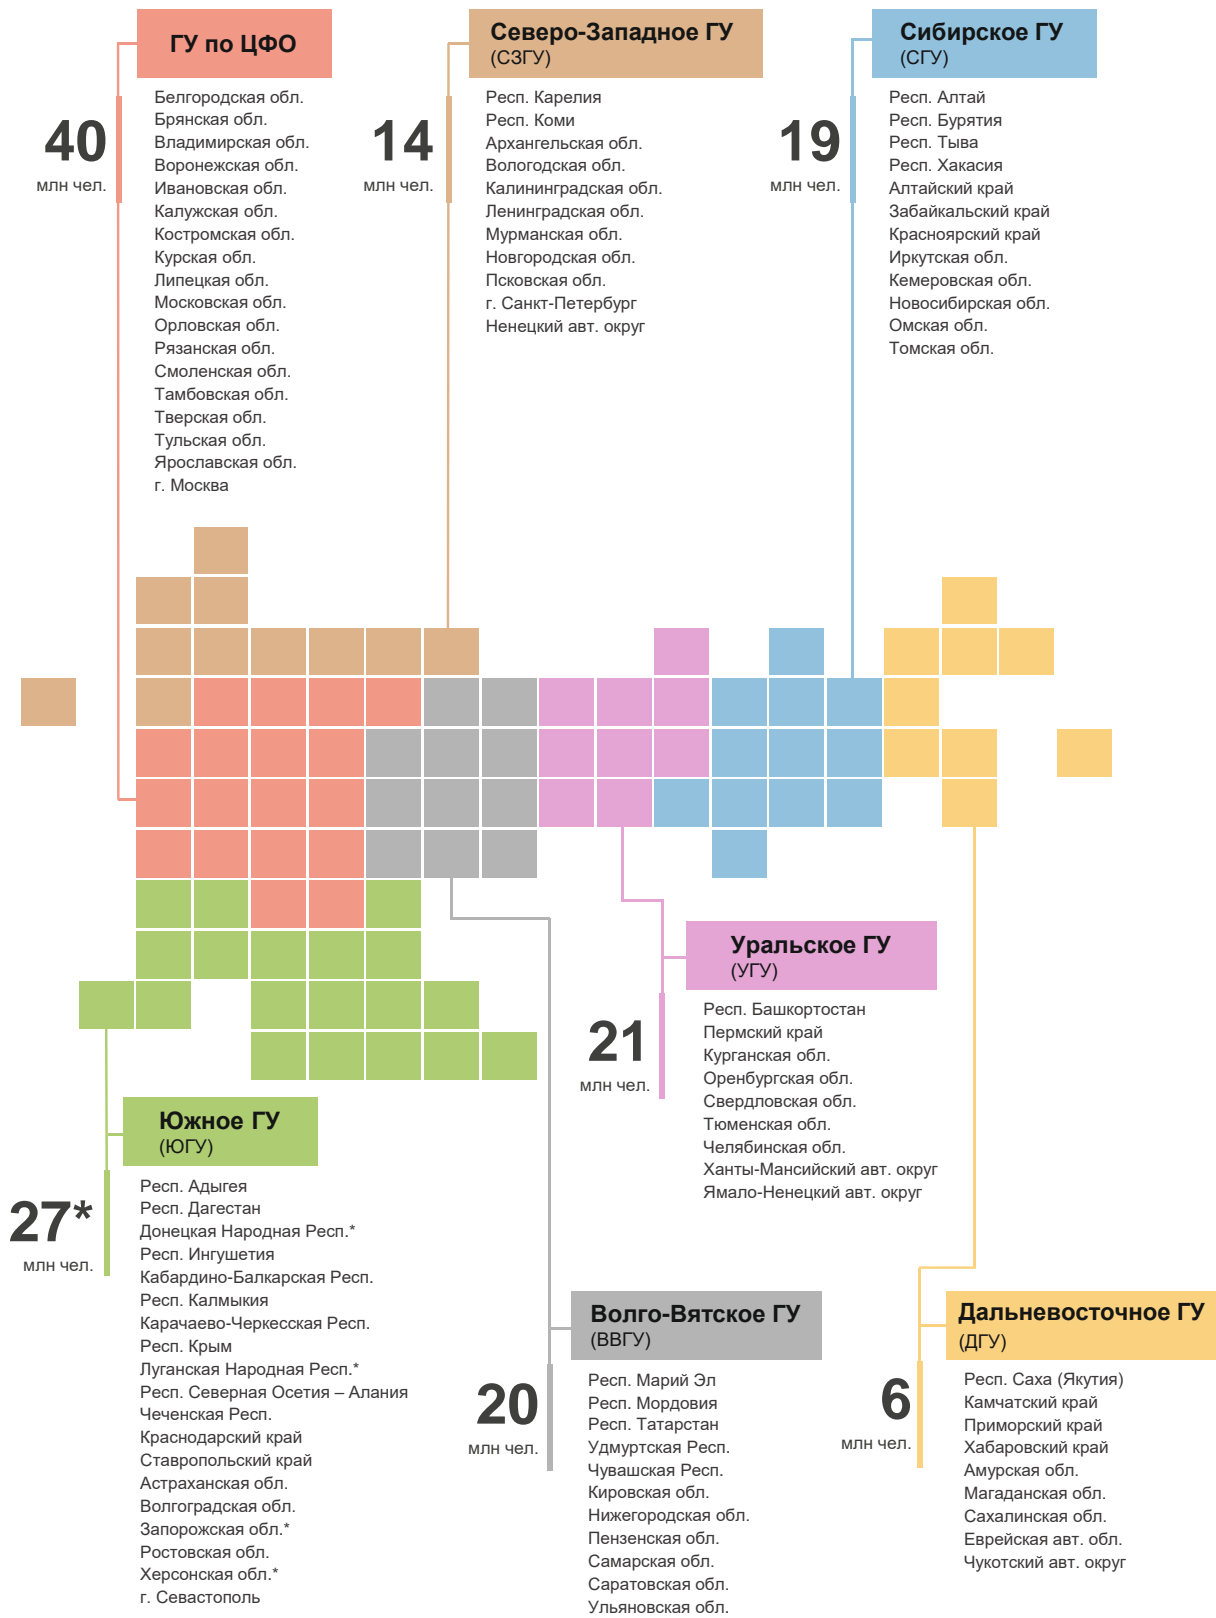 ГУ по ЦФО
40
млн чел.
Белгородская обл.
Брянская обл.
Владимирская обл.
Воронежская обл.
Ивановская обл.
Калужская обл.
Костромская обл.
Курская обл.
Липецкая обл.
Московская обл.
Орловская обл.
Рязанская обл.
Смоленская обл.
Тамбовская обл.
Тверская обл.
Тульская обл.
Ярославская обл.
г. Москва
Северо-Западное ГУ
(СЗГУ)
14
млн чел.
Респ. Карелия
Респ. Коми
Архангельская обл.
Вологодская обл.
Калининградская обл.
Ленинградская обл.
Мурманская обл.
Новгородская обл.
Псковская обл.
г. Санкт-Петербург
Ненецкий авт. округ
Сибирское ГУ
(СГУ)
19
млн чел.
Респ. Алтай
Респ. Бурятия
Респ. Тыва
Респ. Хакасия
Алтайский край
Забайкальский край
Красноярский край
Иркутская обл.
Кемеровская обл.
Новосибирская обл.
Омская обл.
Томская обл.
Уральское ГУ
(УГУ)
21
млн чел.
Респ. Башкортостан
Пермский край
Курганская обл.
Оренбургская обл.
Свердловская обл.
Тюменская обл.
Челябинская обл.
Ханты-Мансийский авт. округ
Ямало-Ненецкий авт. округ
Южное ГУ
(ЮГУ)
27*
млн чел.
Респ. Адыгея
Респ. Дагестан
Донецкая Народная Респ.*
Респ. Ингушетия
Кабардино-Балкарская Респ.
Респ. Калмыкия
Карачаево-Черкесская Респ.
Респ. Крым
Луганская Народная Респ.*
Респ. Северная Осетия – Алания
Чеченская Респ.
Краснодарский край
Ставропольский край
Астраханская обл.
Волгоградская обл.
Запорожская обл.*
Ростовская обл.
Херсонская обл.*
г. Севастополь
Волго-Вятское ГУ
(ВВГУ)
20
млн чел.
Респ. Марий Эл
Респ. Мордовия
Респ. Татарстан
Удмуртская Респ.
Чувашская Респ.
Кировская обл.
Нижегородская обл.
Пензенская обл.
Самарская обл.
Саратовская обл.
Ульяновская обл.
Дальневосточное ГУ
(ДГУ)
6
млн чел.
Респ. Саха (Якутия)
Камчатский край
Приморский край
Хабаровский край
Амурская обл.
Магаданская обл.
Сахалинская обл.
Еврейская авт. обл.
Чукотский авт. округ